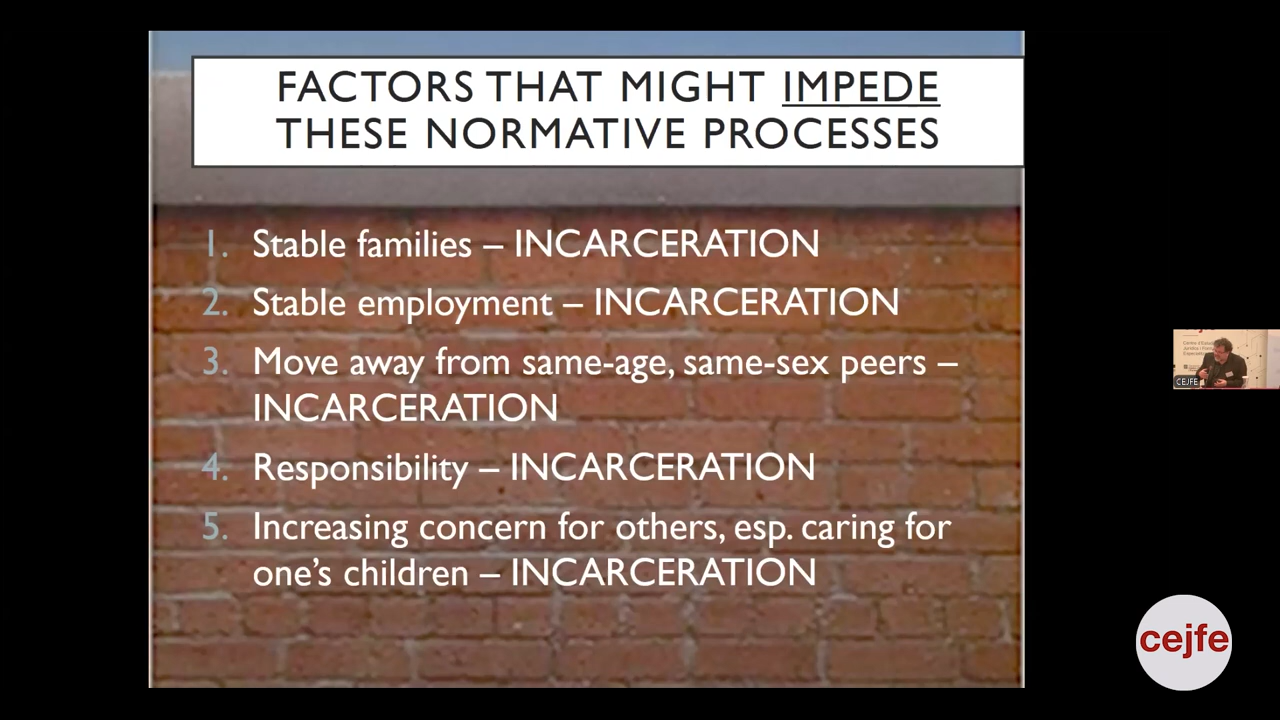 FACTORS THAT MIGHT IMPEDE
THESE NORMATIVE PROCESSES
1. Stable families – INCARCERATION
2. Stable employment – INCARCERATION
3. Move away from same-age, same-sex peers –
INCARCERATION
4. Responsibility – INCARCERATION
5. Increasing concern for others, esp. caring for
one's children – INCARCERATION
CEJFE
cejfe